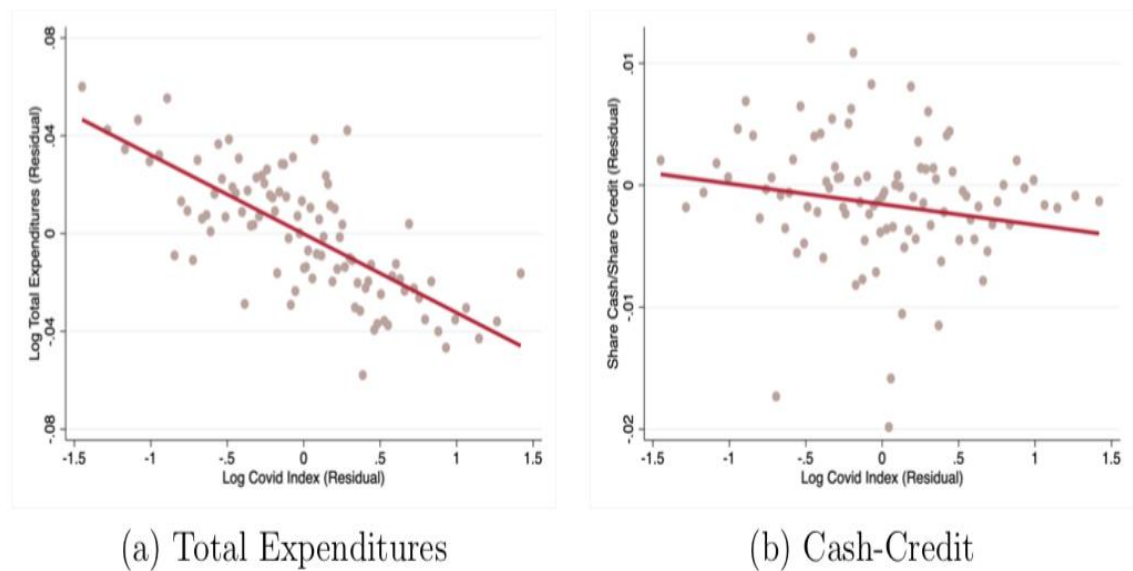 Log Total Expenditures (Residual)
.08
.04
0
-.04
-.08
-1.5 -1 -.5 0 .5 1 1.5
Log Covid Index (Residual)
(a) Total Expenditures
Share Cash/Share Credit (Residual)
.01
0
-.01
-.02
-1.5 -1 -.5 0 .5 1 1.5
Log Covid Index (Residual)
(b) Cash-Credit